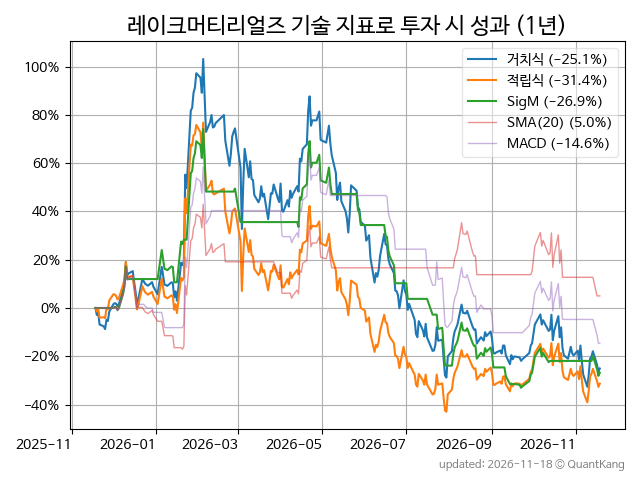 레이크머티리얼즈 기술 지표로 투자 시 성과 (1년)
거치식 (−25.1%)
적립식 (−31.4%)
SigM (−26.9%)
SMA(20) (5.0%)
MACD (−14.6%)
100%
80%
60%
40%
20%
0%
−20%
−40%
2025-11 2026-01 2026-03 2026-05 2026-07 2026-09 2026-11
updated: 2026-11-18 © QuantKang